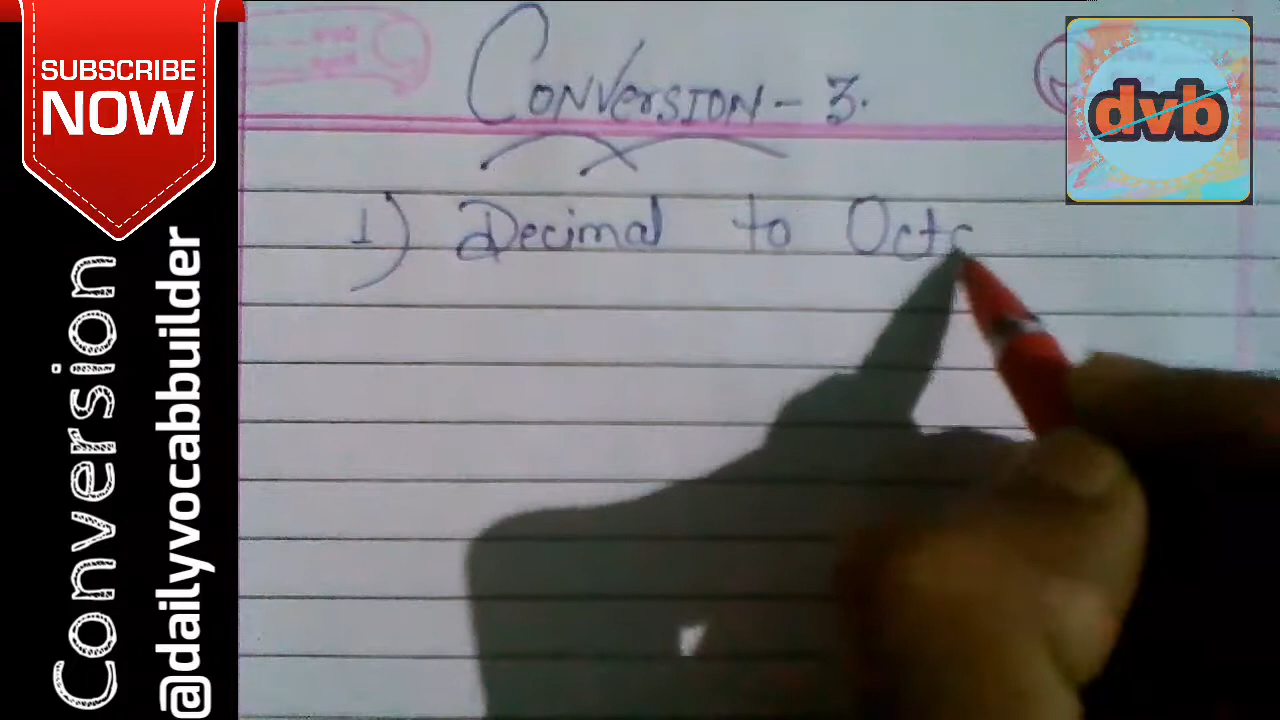 SUBSCRIBE
NOW
Conversion
@dailyvocabbuilder
Conversion - 3.
dvb
1) Decimal to Octa